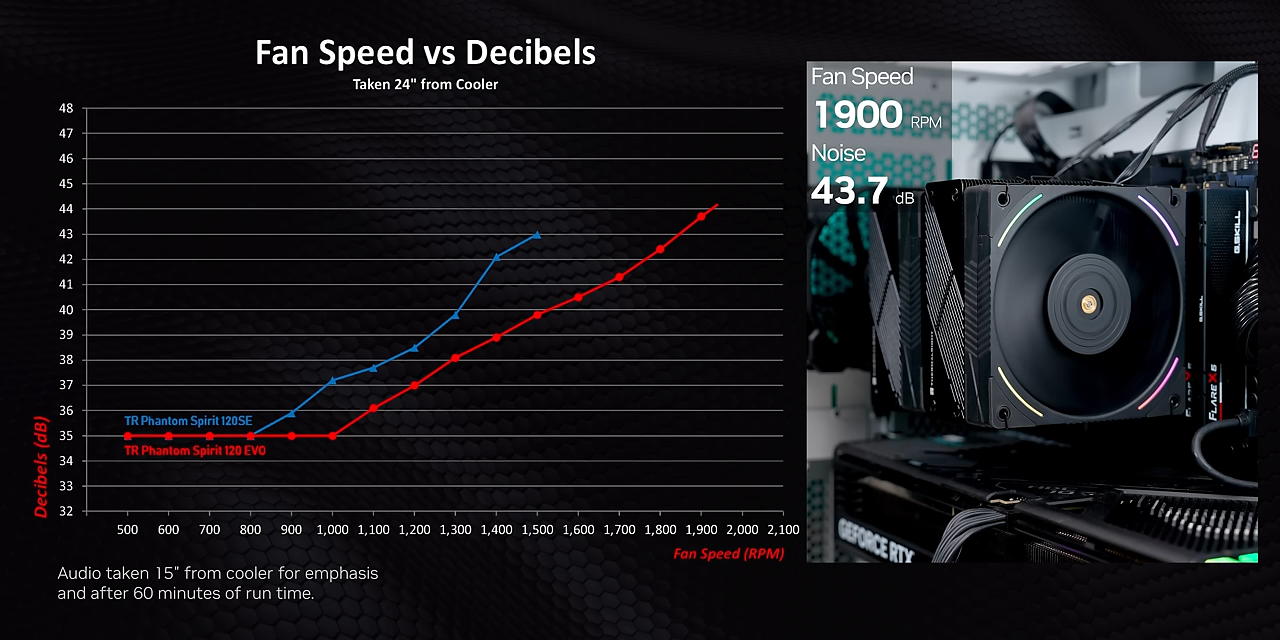 Fan Speed vs Decibels
Taken 24" from Cooler
48
47
46
45
44
43
42
41
40
39
38
37
36
35
34
33
32
Decibels (dB)
TR Phantom Spirit 120SE
TR Phantom Spirit 120 EVO
500 600 700 800 900 1,000 1,100 1,200 1,300 1,400 1,500 1,600 1,700 1,800 1,900 2,000 2,100
Fan Speed (RPM)
Audio taken 15" from cooler for emphasis
and after 60 minutes of run time.
Fan Speed
1900 RPM
Noise
43.7 dB
G.SKILL
G.SKILL
FLARE X5
GEFORCE RTX